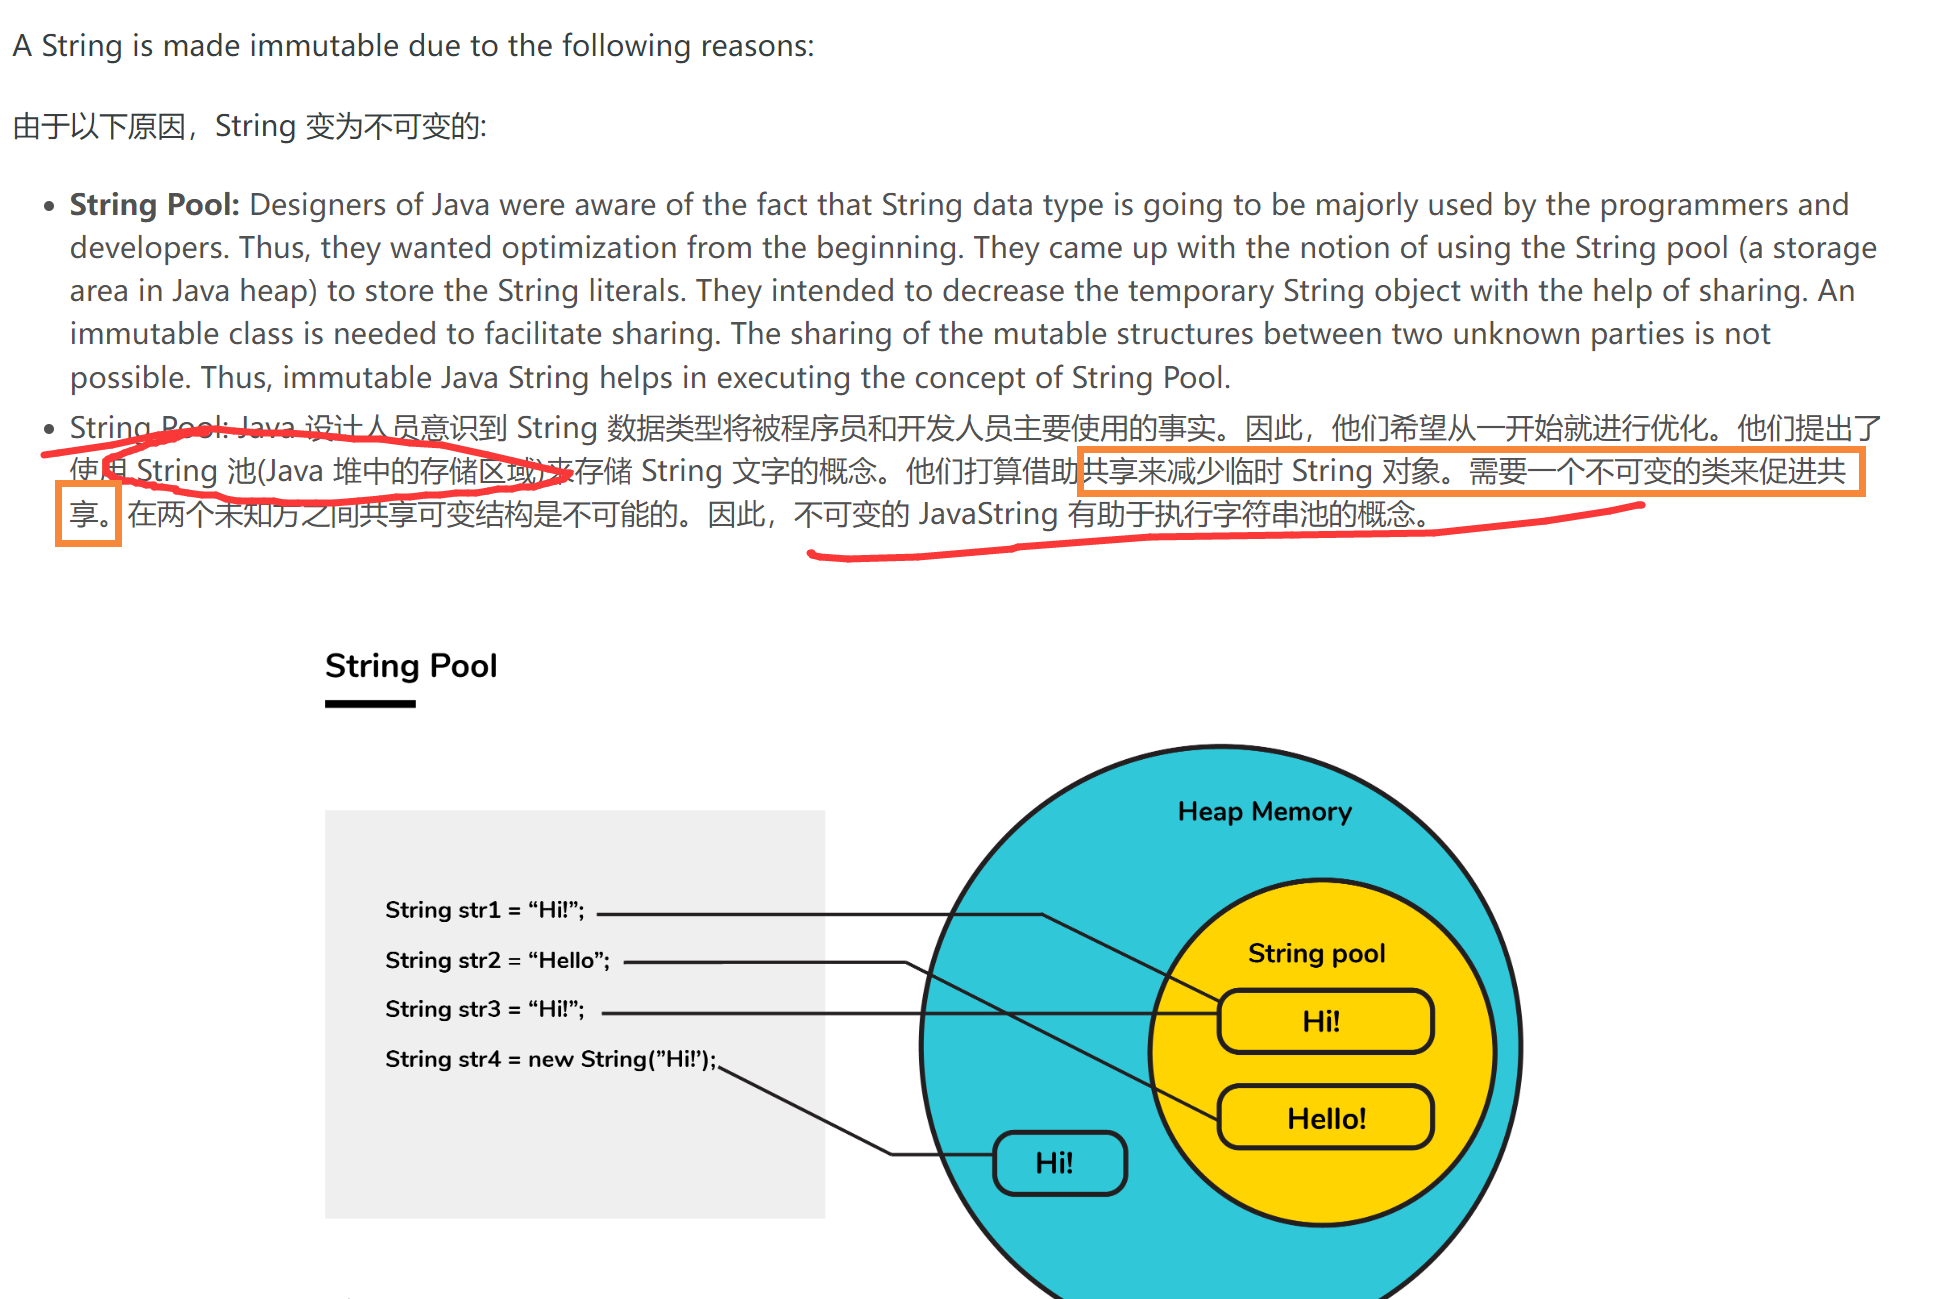 A String is made immutable due to the following reasons:
由于以下原因，String 变为不可变的:
String Pool: Designers of Java were aware of the fact that String data type is going to be majorly used by the programmers and
developers. Thus, they wanted optimization from the beginning. They came up with the notion of using the String pool (a storage
area in Java heap) to store the String literals. They intended to decrease the temporary String object with the help of sharing. An
immutable class is needed to facilitate sharing. The sharing of the mutable structures between two unknown parties is not
possible. Thus, immutable Java String helps in executing the concept of String Pool.
String Pool: Java 设计人员意识到 String 数据类型将被程序员和开发人员主要使用的事实。因此，他们希望从一开始就进行优化。他们提出了
使用 String 池(Java 堆中的存储区域)来存储 String 文字的概念。他们打算借助共享来减少临时 String 对象。需要一个不可变的类来促进共
享。在两个未知方之间共享可变结构是不可能的。因此，不可变的 JavaString 有助于执行字符串池的概念。
String Pool
Heap Memory
String str1 = “Hi!”;
String str2 = “Hello”;
String str3 = “Hi!”;
String str4 = new String(”Hi!’);
String pool
Hi!
Hello!
Hi!